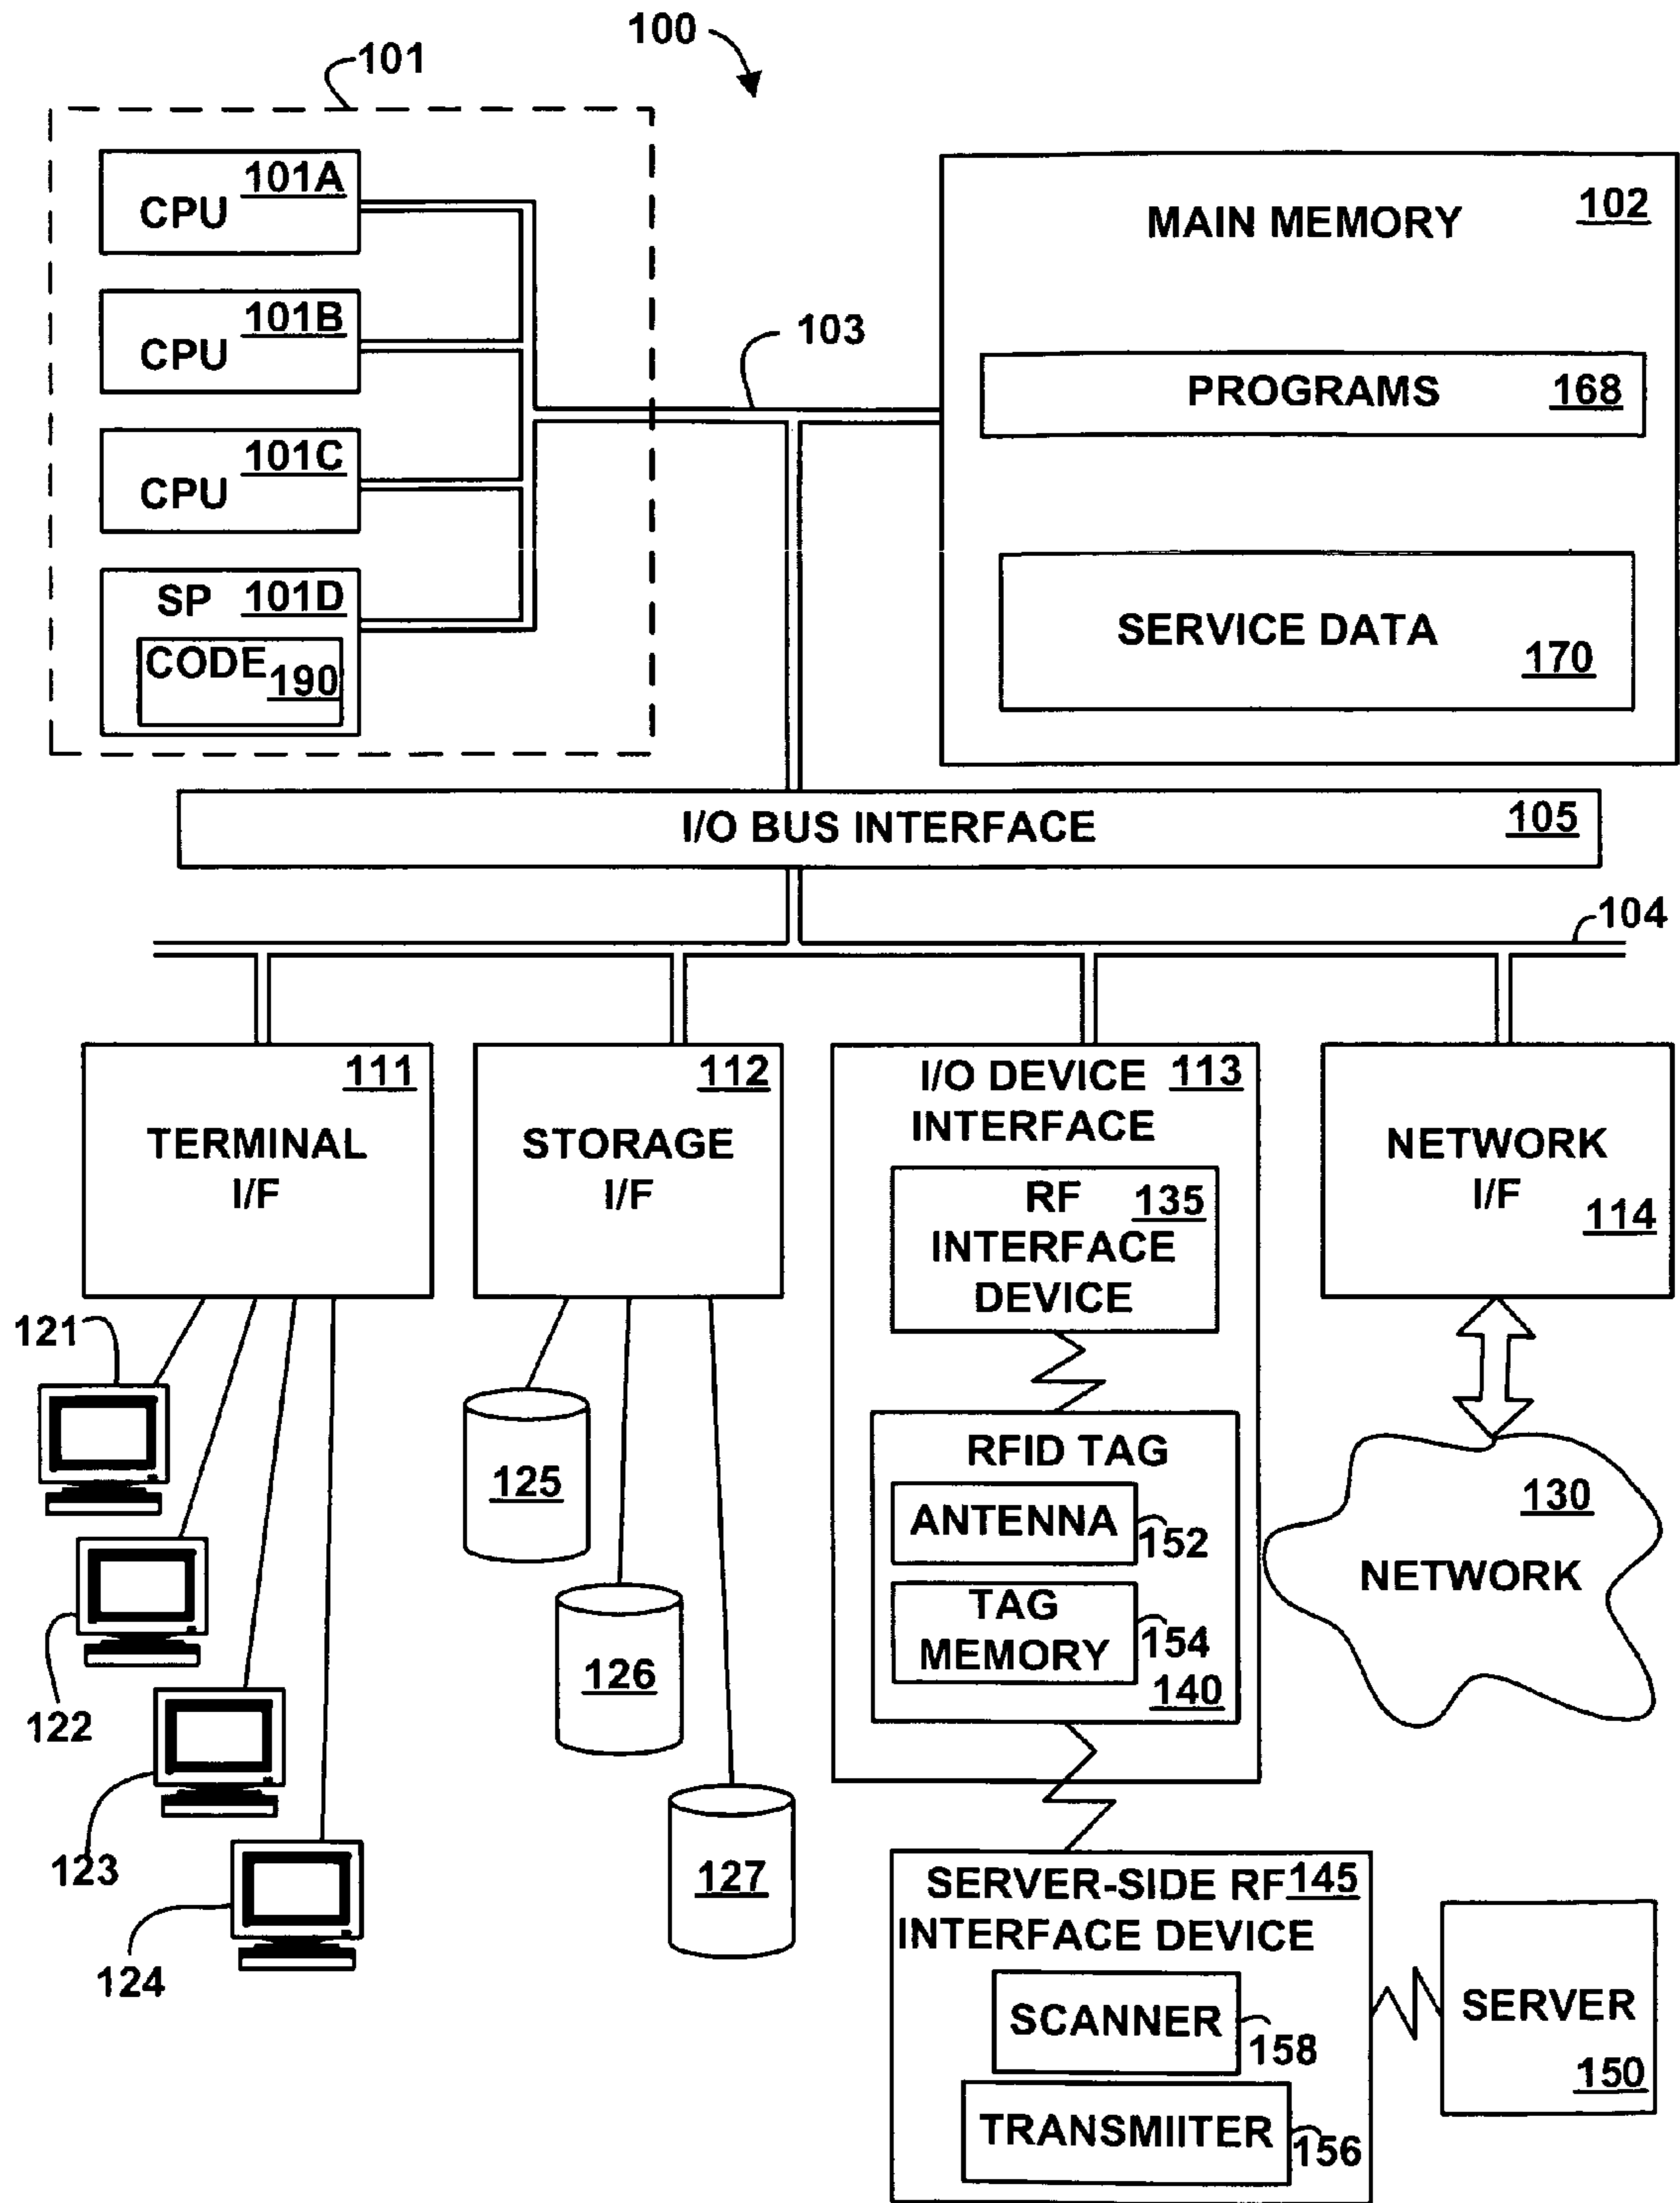 100
101
101A
CPU
101B
CPU
101C
CPU
SP 101D
CODE
190
103
MAIN MEMORY 102
PROGRAMS 168
SERVICE DATA
170
I/O BUS INTERFACE 105
104
111
TERMINAL
I/F
112
STORAGE
I/F
I/O DEVICE 113
INTERFACE
RF 135
INTERFACE
DEVICE
NETWORK
I/F
114
121
122
123
124
125
126
127
RFID TAG
ANTENNA 152
TAG
MEMORY 154
140
130
NETWORK
SERVER-SIDE RF 145
INTERFACE DEVICE
SCANNER 158
TRANSMIITER 156
SERVER
150